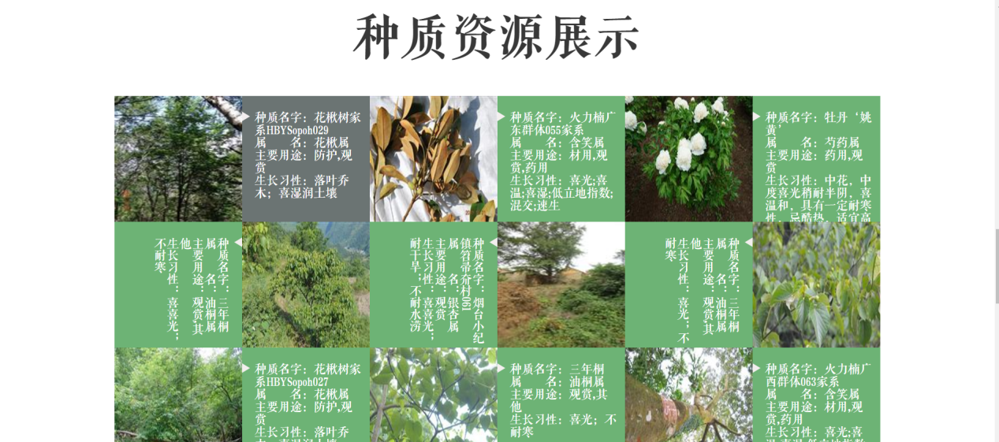 种质资源展示
种质名字：花楸树家
系HBYSopoh029
属　　名：花楸属
主要用途：防护,观
赏
生长习性：落叶乔
木；喜湿润土壤
种质名字：火力楠广
东群体055家系
属　　名：含笑属
主要用途：材用,观
赏,药用
生长习性：喜光;喜
温;喜湿;低立地指数;
混交;速生
种质名字：牡丹‘姚
黄’
属　　名：芍药属
主要用途：药用,观
赏
生长习性：中花，中
度喜光稍耐半阴，喜
温和，具有一定耐寒
性，忌酷热，适宜高
种质名字：三年桐
属　　名：油桐属
主要用途：观赏,其
他
生长习性：喜喜光；
不耐寒
种质名字：烟台小纪
镇笤帚夼村061
属　　名：银杏属
主要用途：观赏
生长习性：喜喜光；
耐干旱；不耐水涝
种质名字：三年桐
属　　名：油桐属
主要用途：观赏,其
他
生长习性：喜光；不
耐寒
种质名字：花楸树家
系HBYSopoh027
属　　名：花楸属
主要用途：防护,观
赏
生长习性：落叶乔
种质名字：三年桐
属　　名：油桐属
主要用途：观赏,其
他
生长习性：喜光；不
耐寒
种质名字：火力楠广
西群体063家系
属　　名：含笑属
主要用途：材用,观
赏,药用
生长习性：喜光;喜